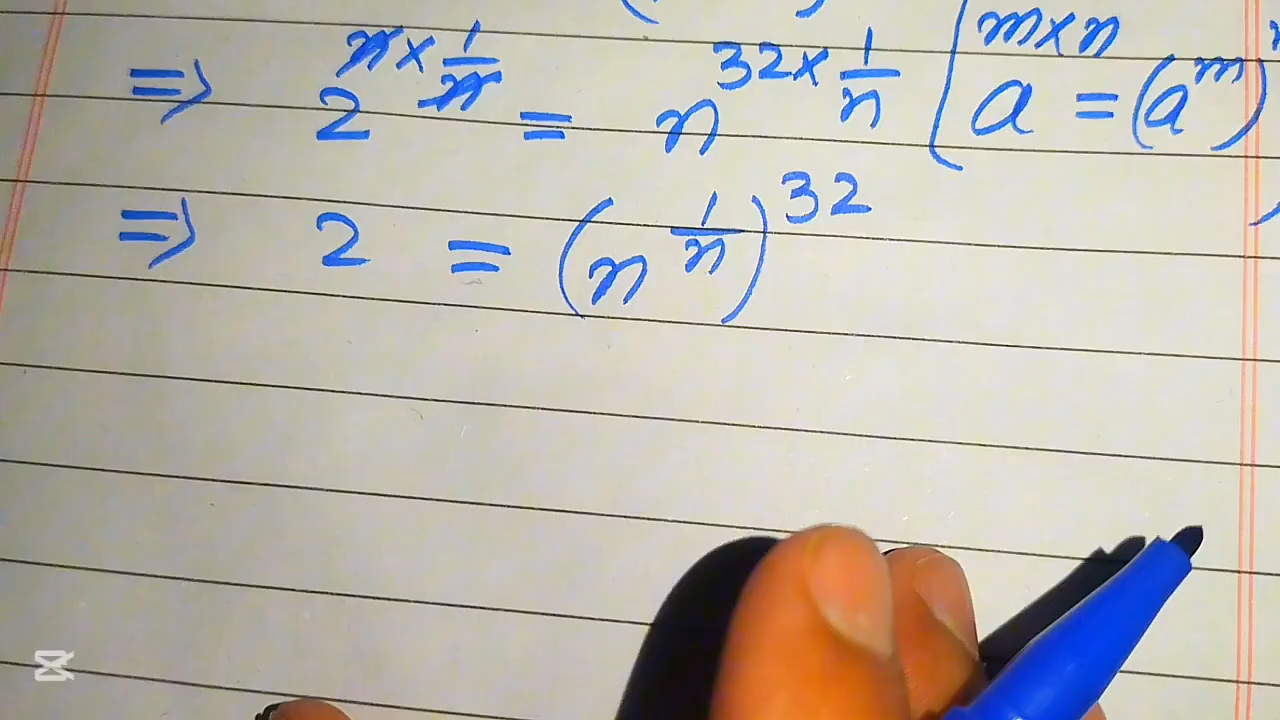 ⇒ 2^{n × 1/n} = n^{32 × 1/n} [a^{m×n} = (a^m)
⇒ 2 = (n^{1/n})^{32}